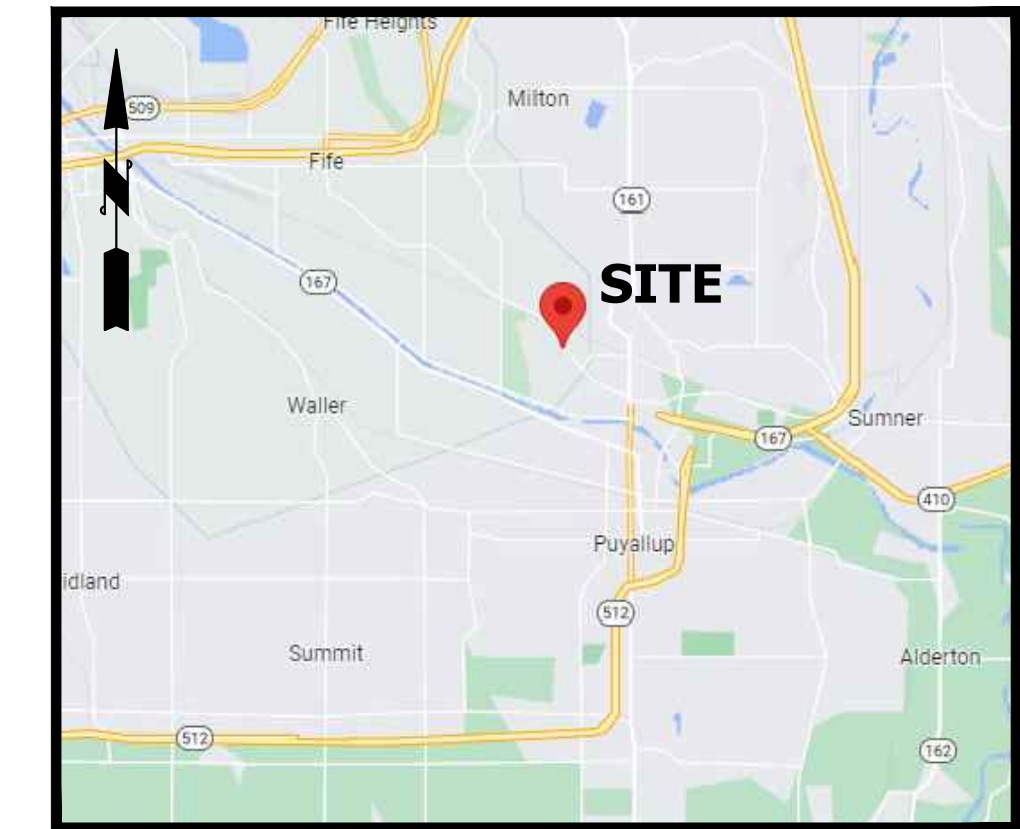 Fife Heights
Milton
509
Fife
161
167
SITE
Waller
Sumner
167
410
Puyallup
idland
512
Summit
Alderton
512
162